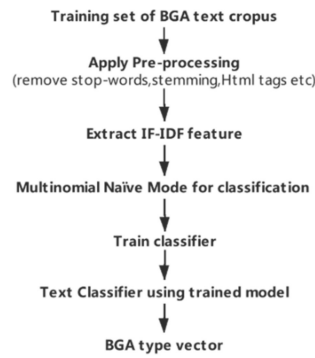 Training set of BGA text cropus
Apply Pre-processing
(remove stop-words,stemming,Html tags etc)
Extract IF-IDF feature
Multinomial Naïve Mode for classification
Train classifier
Text Classifier using trained model
BGA type vector